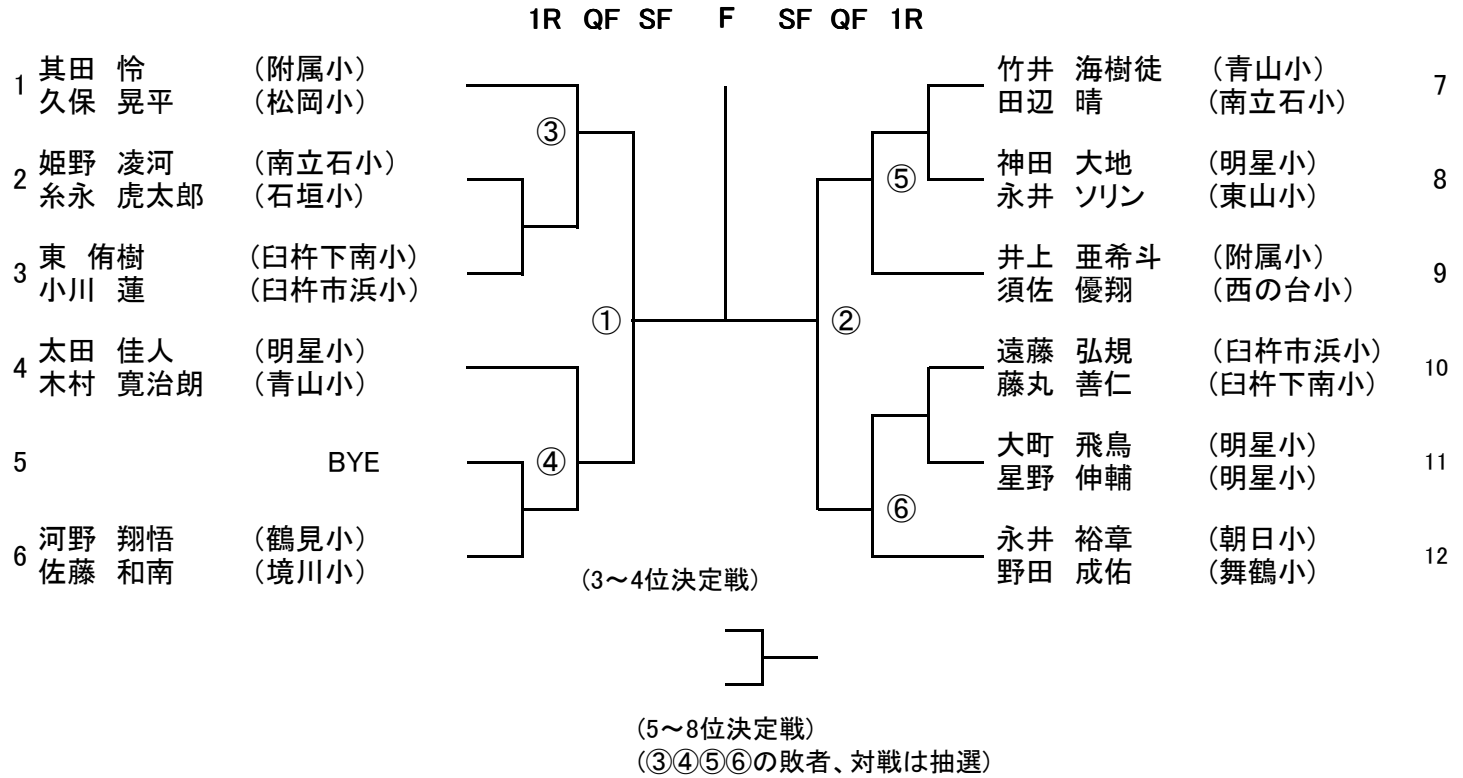 1R QF SF F SF QF 1R
1 其田 怜 (附属小)
久保 晃平 (松岡小)
③
2 姫野 凌河 (南立石小)
糸永 虎太郎 (石垣小)
3 東 侑樹 (臼杵下南小)
小川 蓮 (臼杵市浜小)
①
4 太田 佳人 (明星小)
木村 寛治朗 (青山小)
5 BYE
④
6 河野 翔悟 (鶴見小)
佐藤 和南 (境川小)
竹井 海樹徒 (青山小) 7
田辺 晴 (南立石小)
⑤
神田 大地 (明星小) 8
永井 ソリン (東山小)
井上 亜希斗 (附属小) 9
須佐 優翔 (西の台小)
②
遠藤 弘規 (臼杵市浜小) 10
藤丸 善仁 (臼杵下南小)
大町 飛鳥 (明星小) 11
星野 伸輔 (明星小)
⑥
永井 裕章 (朝日小) 12
野田 成佑 (舞鶴小)
(3～4位決定戦)
(5～8位決定戦)
(③④⑤⑥の敗者、対戦は抽選)